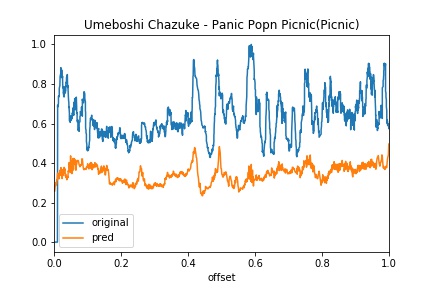 Umeboshi Chazuke - Panic Popn Picnic(Picnic)
1.0
0.8
0.6
0.4
0.2
0.0
original
pred
0.0 0.2 0.4 0.6 0.8 1.0
offset